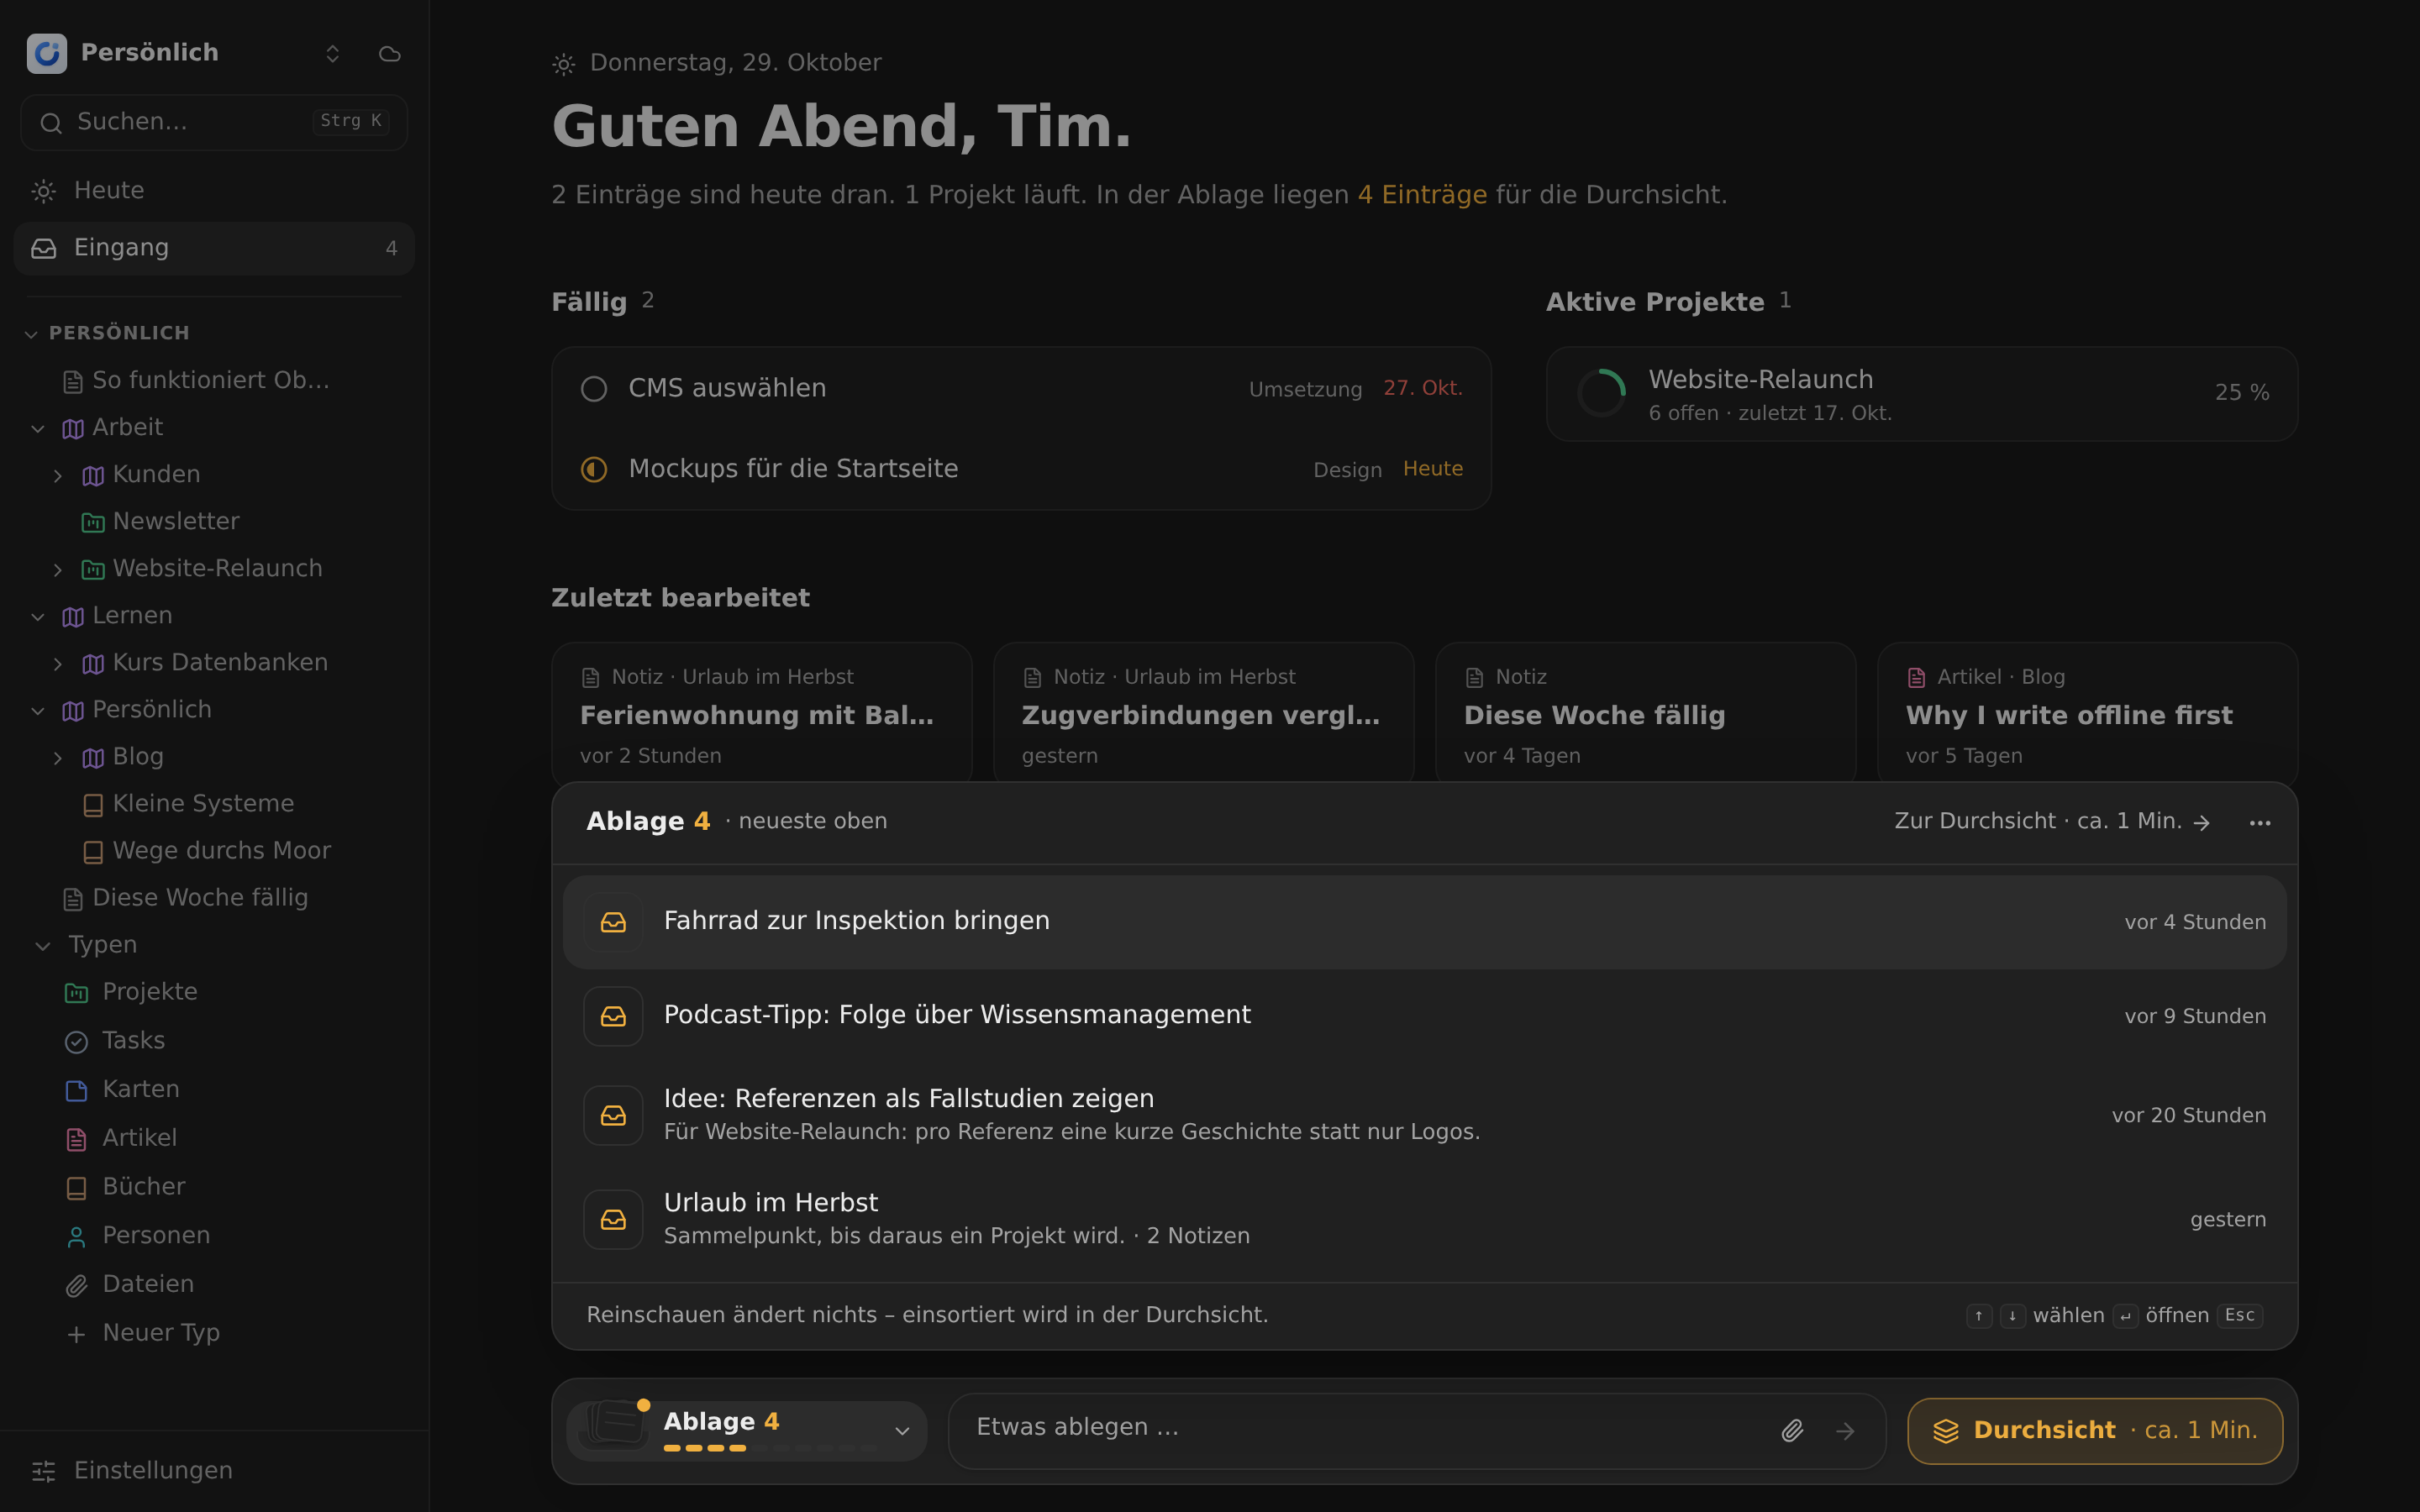 Persönlich
Suchen... Strg K
Heute
Eingang 4
PERSÖNLICH
So funktioniert Ob...
Arbeit
Kunden
Newsletter
Website-Relaunch
Lernen
Kurs Datenbanken
Persönlich
Blog
Kleine Systeme
Wege durchs Moor
Diese Woche fällig
Typen
Projekte
Tasks
Karten
Artikel
Bücher
Personen
Dateien
Neuer Typ
Einstellungen
Donnerstag, 29. Oktober
Guten Abend, Tim.
2 Einträge sind heute dran. 1 Projekt läuft. In der Ablage liegen 4 Einträge für die Durchsicht.
Fällig 2
CMS auswählen Umsetzung 27. Okt.
Mockups für die Startseite Design Heute
Aktive Projekte 1
Website-Relaunch 25 %
6 offen · zuletzt 17. Okt.
Zuletzt bearbeitet
Notiz · Urlaub im Herbst
Ferienwohnung mit Bal...
vor 2 Stunden
Notiz · Urlaub im Herbst
Zugverbindungen vergl...
gestern
Notiz
Diese Woche fällig
vor 4 Tagen
Artikel · Blog
Why I write offline first
vor 5 Tagen
Ablage 4 · neueste oben Zur Durchsicht · ca. 1 Min. →
Fahrrad zur Inspektion bringen vor 4 Stunden
Podcast-Tipp: Folge über Wissensmanagement vor 9 Stunden
Idee: Referenzen als Fallstudien zeigen vor 20 Stunden
Für Website-Relaunch: pro Referenz eine kurze Geschichte statt nur Logos.
Urlaub im Herbst gestern
Sammelpunkt, bis daraus ein Projekt wird. · 2 Notizen
Reinschauen ändert nichts – einsortiert wird in der Durchsicht. ↑ ↓ wählen ↵ öffnen Esc
Ablage 4
Etwas ablegen ...
Durchsicht · ca. 1 Min.